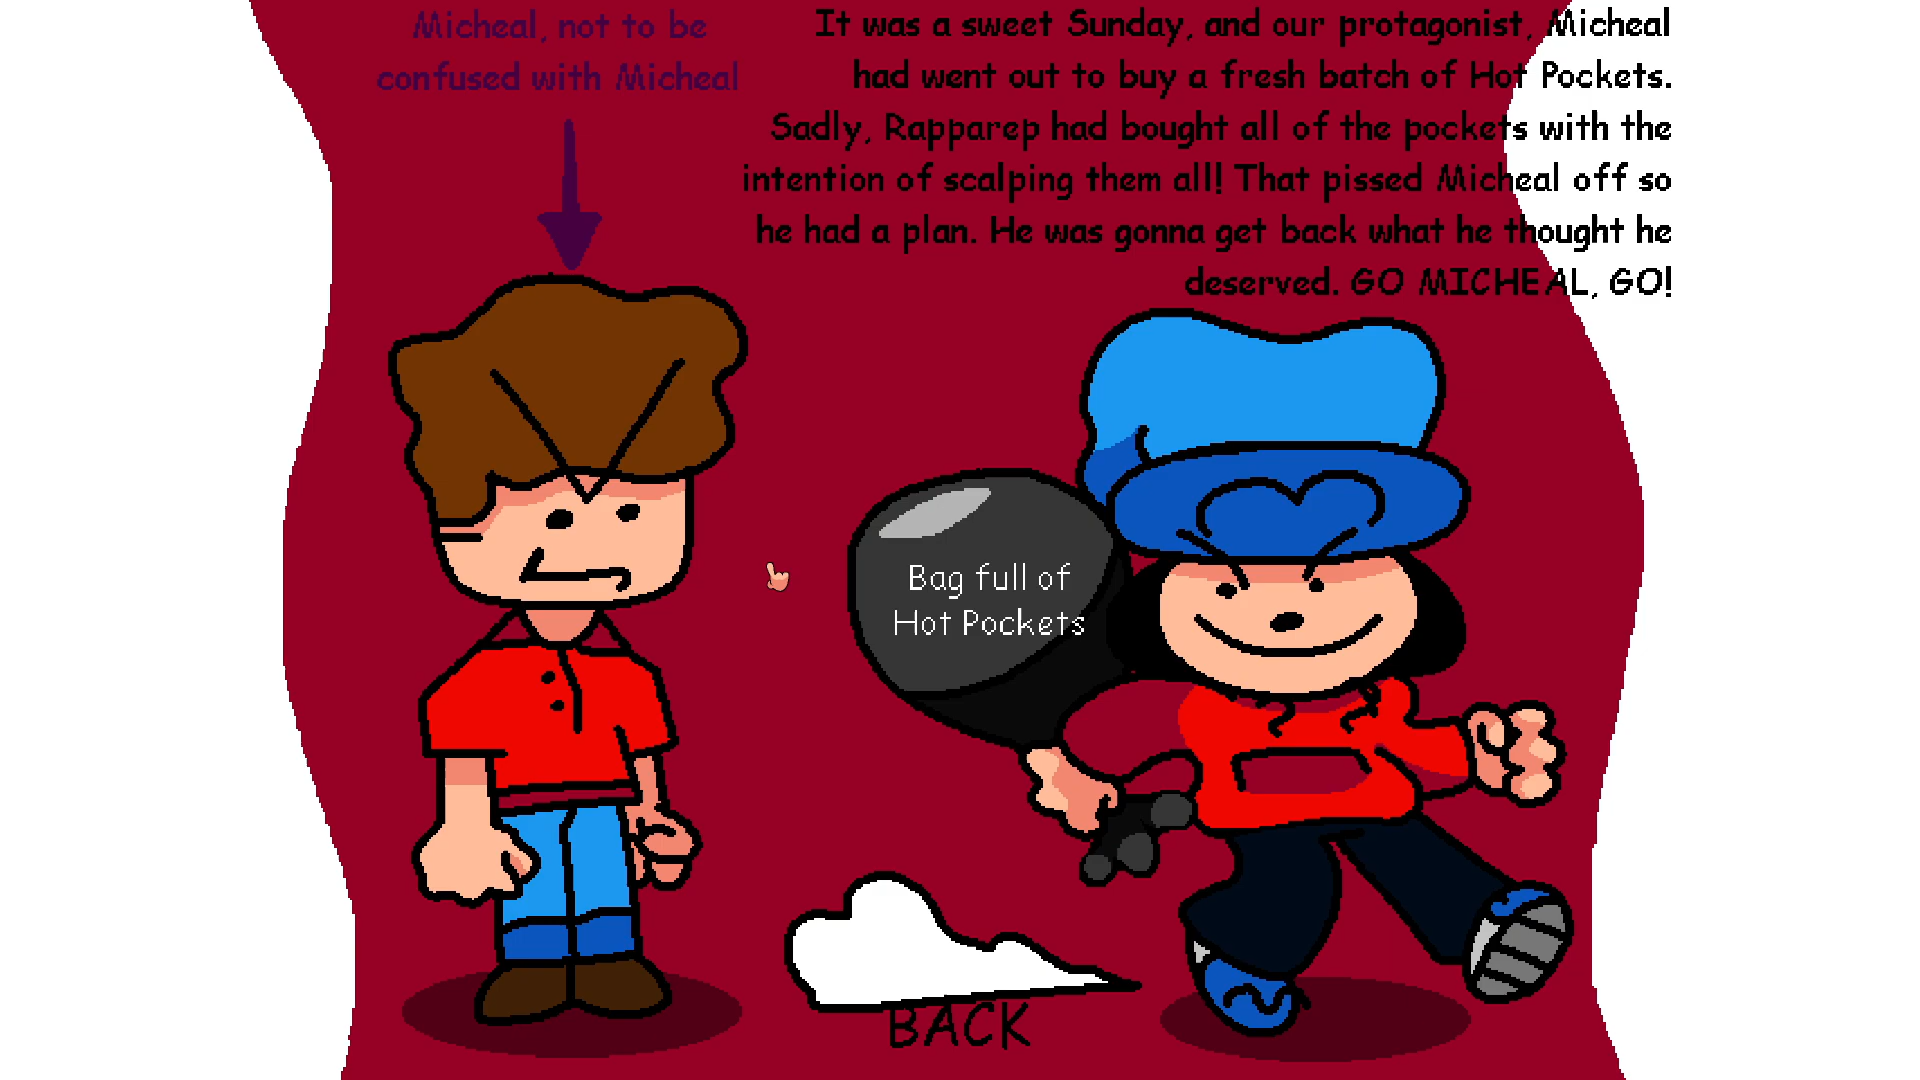 Micheal, not to be
confused with Micheal
It was a sweet Sunday, and our protagonist, Micheal
had went out to buy a fresh batch of Hot Pockets.
Sadly, Rapparep had bought all of the pockets with the
intention of scalping them all! That pissed Micheal off so
he had a plan. He was gonna get back what he thought he
deserved. GO MICHEAL, GO!
Bag full of
Hot Pockets
BACK